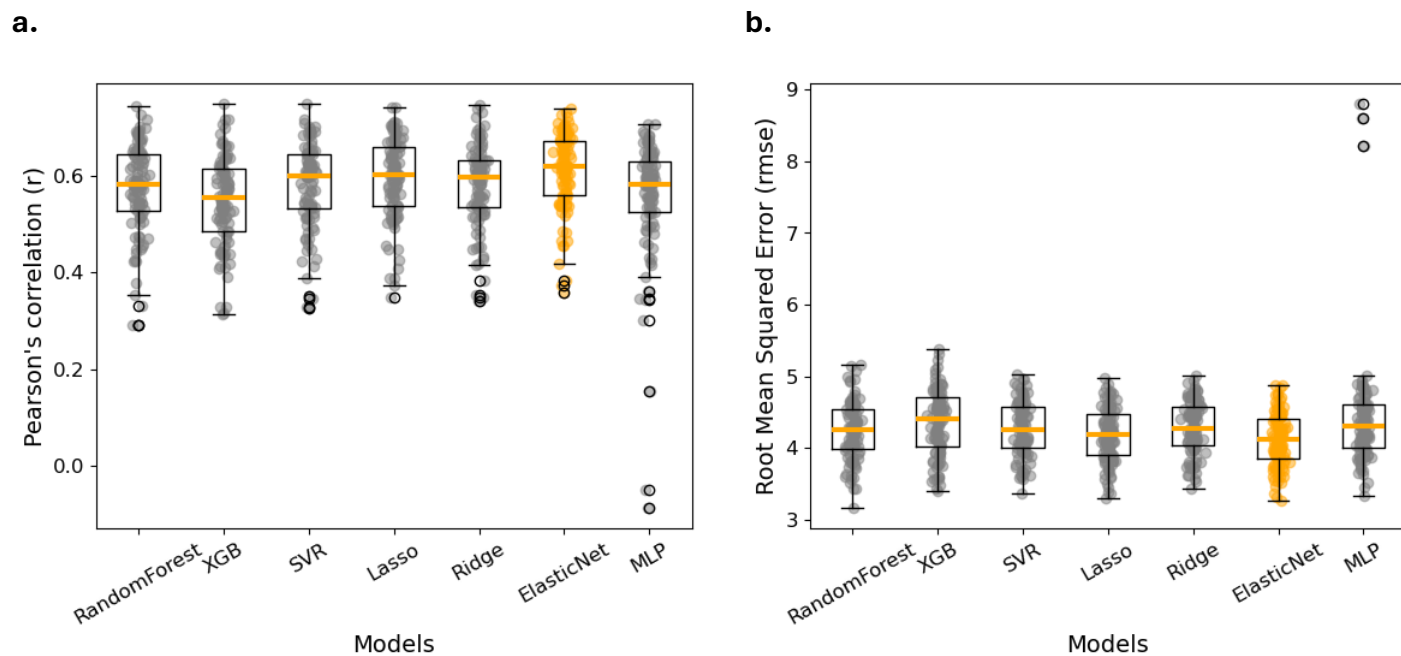 a.
Pearson's correlation (r)
0.6
0.4
0.2
0.0
RandomForest
XGB
SVR
Lasso
Ridge
ElasticNet
MLP
Models
b.
Root Mean Squared Error (rmse)
9
8
7
6
5
4
3
RandomForest
XGB
SVR
Lasso
Ridge
ElasticNet
MLP
Models